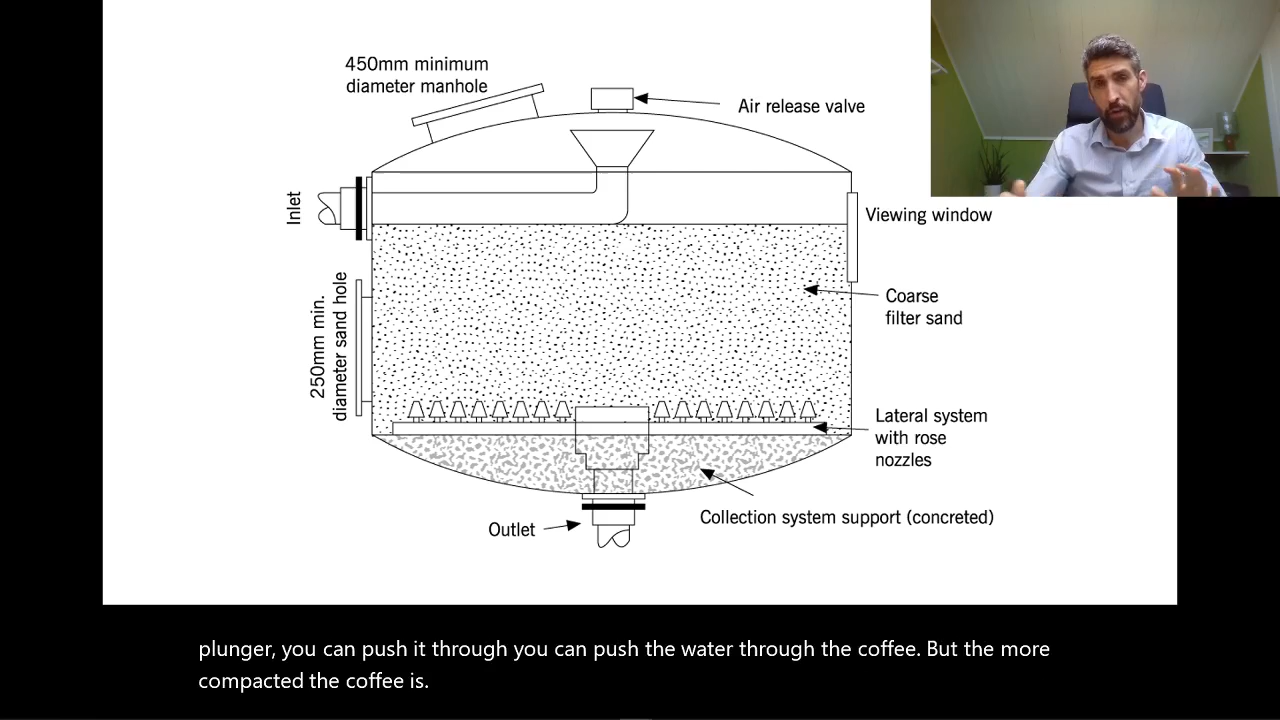 450mm minimum
diameter manhole
Air release valve
Inlet
Viewing window
250mm min.
diameter sand hole
Coarse
filter sand
Lateral system
with rose
nozzles
Collection system support (concreted)
Outlet
plunger, you can push it through you can push the water through the coffee. But the more
compacted the coffee is.